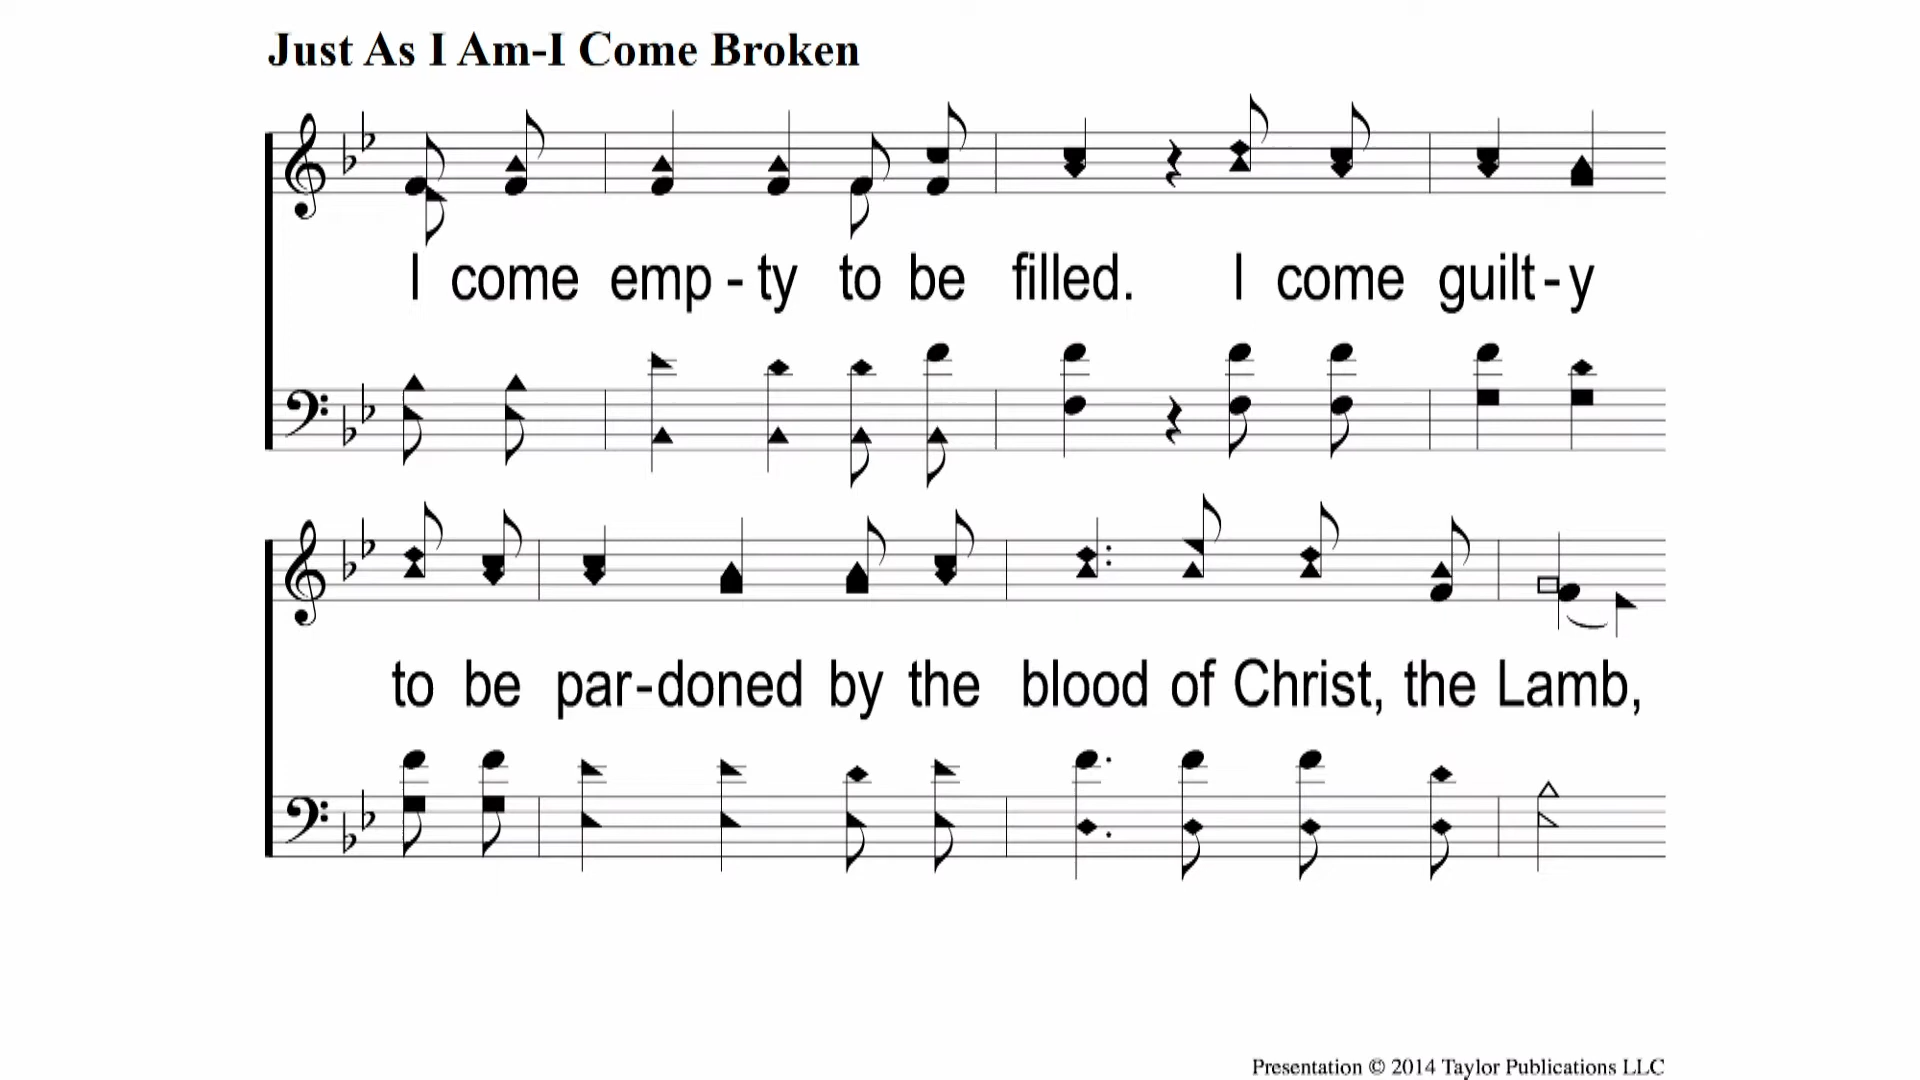 Just As I Am-I Come Broken
I come emp - ty to be filled. I come guilt - y
to be par - doned by the blood of Christ, the Lamb,
Presentation © 2014 Taylor Publications LLC